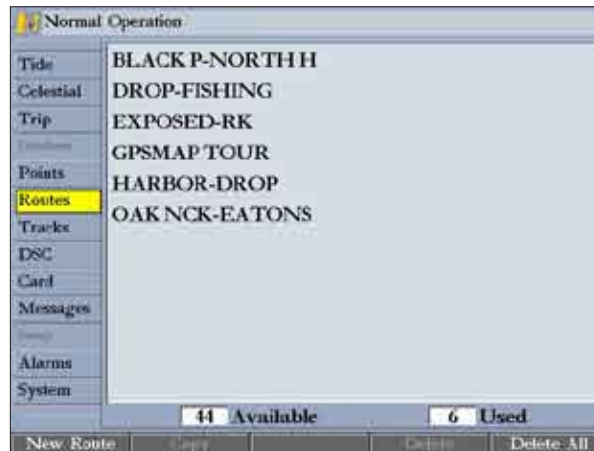 Normal Operation
Tide
Celestial
Trip
Points
Routes
Tracks
DSC
Card
Messages
Alarms
System
BLACK P-NORTH H
DROP-FISHING
EXPOSED-RK
GPSMAP TOUR
HARBOR-DROP
OAK NCK-EATONS
44 Available 6 Used
New Route Copy Delete Delete All